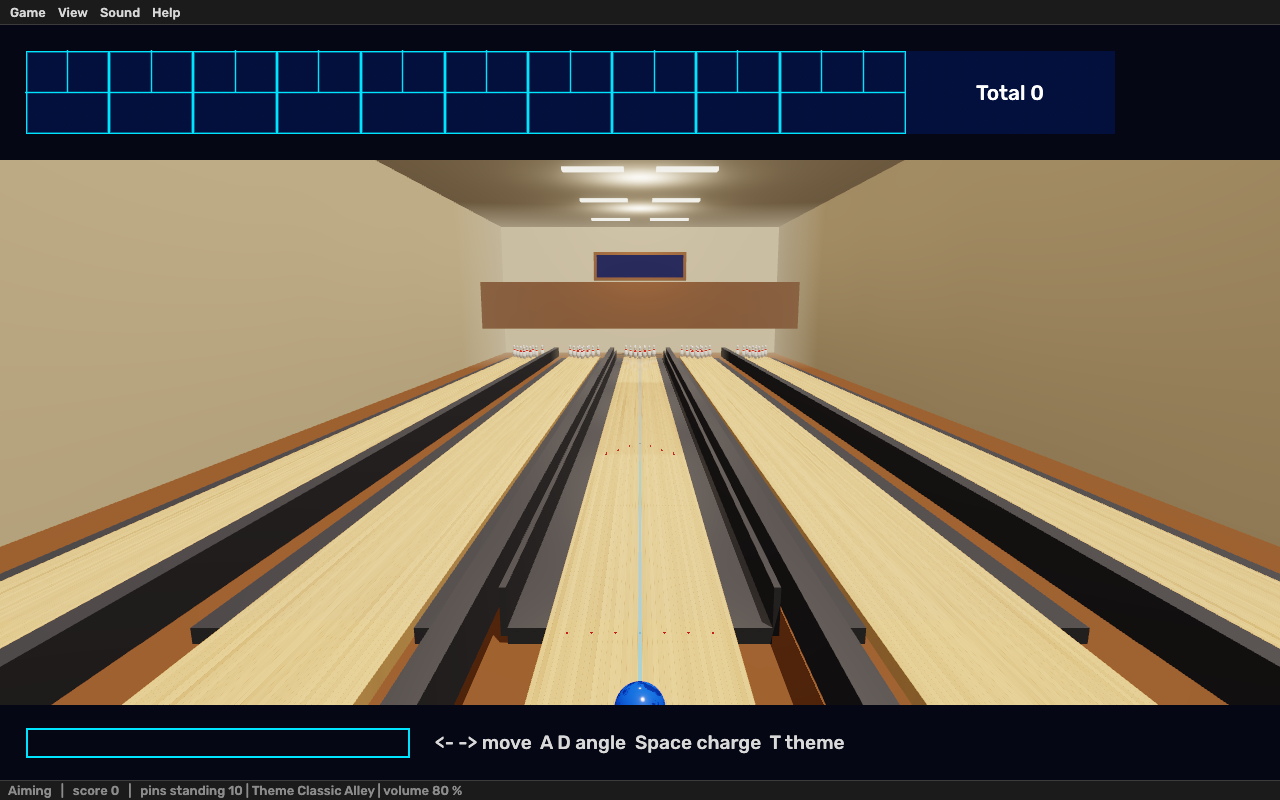 Game View Sound Help
Total 0
<- -> move A D angle Space charge T theme
Aiming | score 0 | pins standing 10 | Theme Classic Alley | volume 80 %